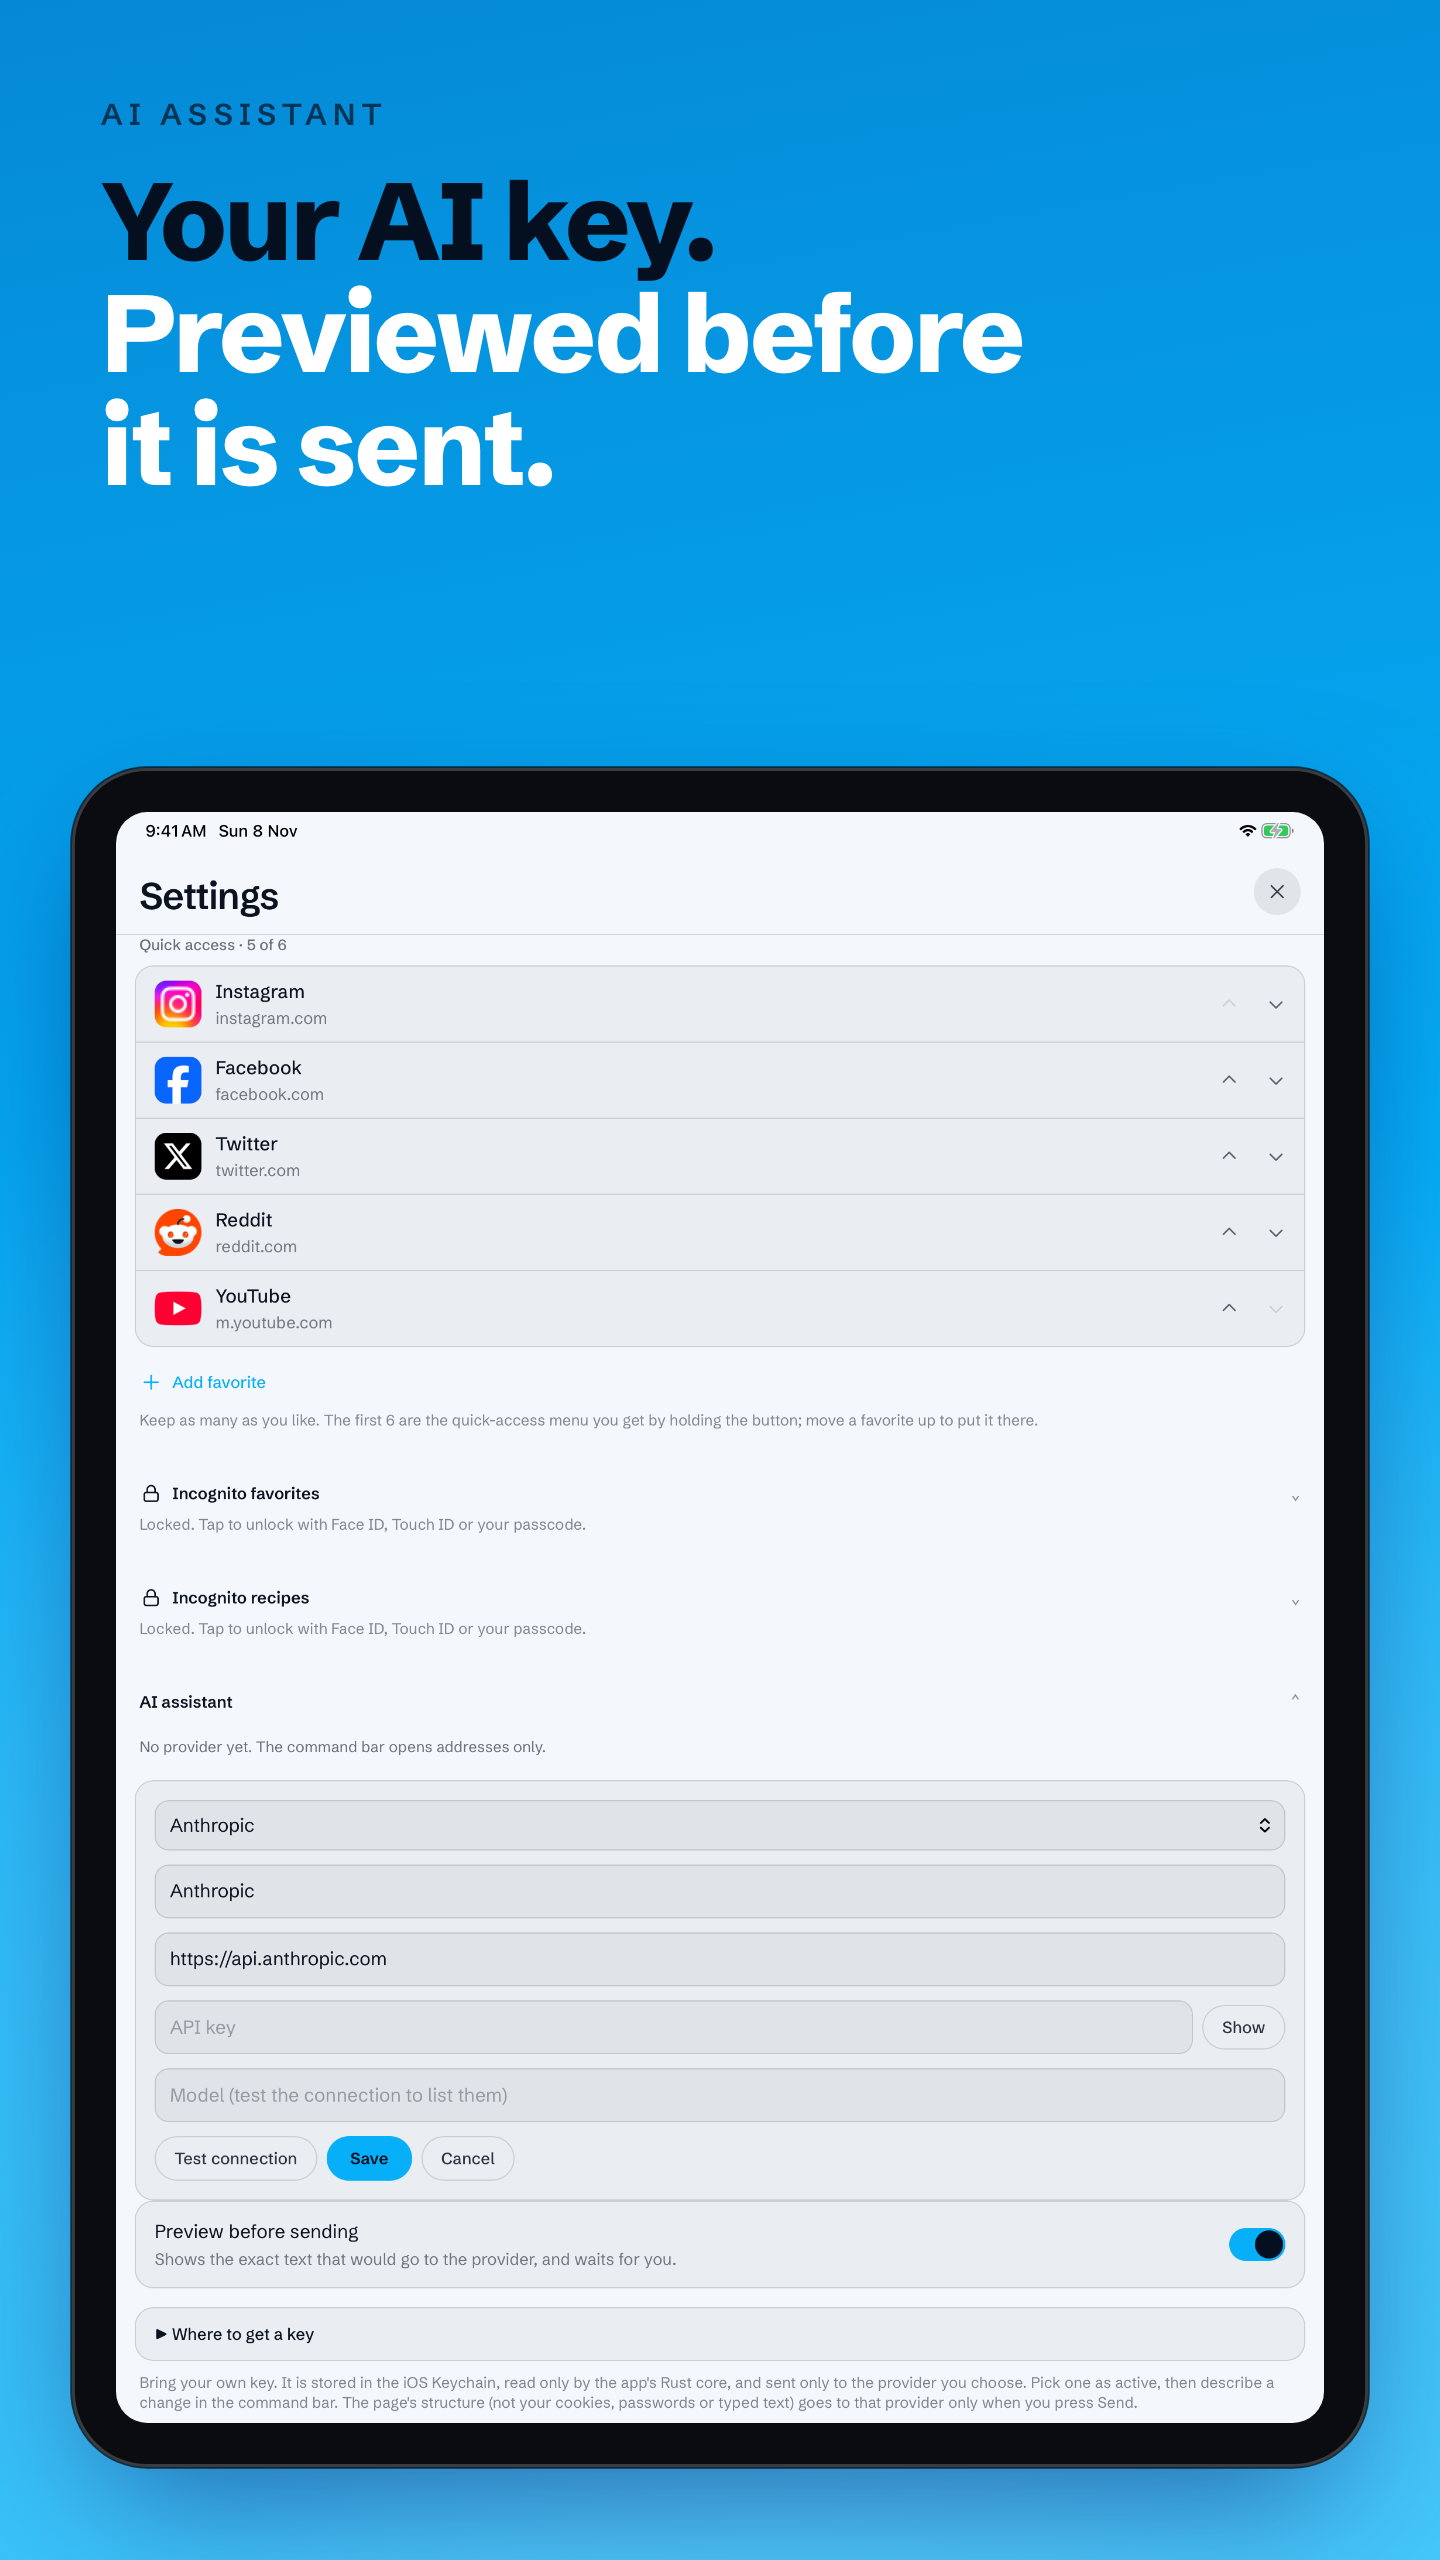 AI ASSISTANT
Your AI key.
Previewed before
it is sent.
9:41 AM Sun 8 Nov
Settings
Quick access · 5 of 6
Instagram
instagram.com
Facebook
facebook.com
Twitter
twitter.com
Reddit
reddit.com
YouTube
m.youtube.com
Add favorite
Keep as many as you like. The first 6 are the quick-access menu you get by holding the button; move a favorite up to put it there.
Incognito favorites
Locked. Tap to unlock with Face ID, Touch ID or your passcode.
Incognito recipes
Locked. Tap to unlock with Face ID, Touch ID or your passcode.
AI assistant
No provider yet. The command bar opens addresses only.
Anthropic
Anthropic
https://api.anthropic.com
API key
Show
Model (test the connection to list them)
Test connection Save Cancel
Preview before sending
Shows the exact text that would go to the provider, and waits for you.
Where to get a key
Bring your own key. It is stored in the iOS Keychain, read only by the app's Rust core, and sent only to the provider you choose. Pick one as active, then describe a
change in the command bar. The page's structure (not your cookies, passwords or typed text) goes to that provider only when you press Send.